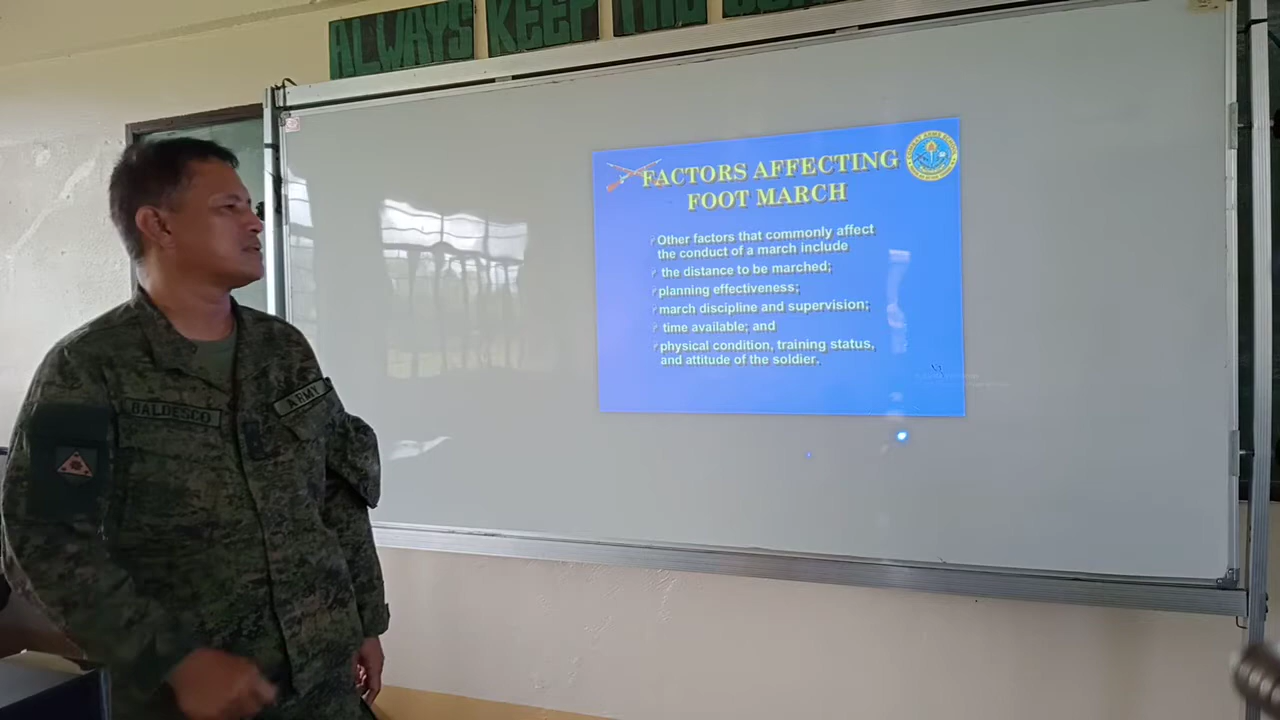 ALWAYS KEEP THE
FACTORS AFFECTING
FOOT MARCH
Other factors that commonly affect
the conduct of a march include
the distance to be marched;
planning effectiveness;
march discipline and supervision;
time available; and
physical condition, training status,
and attitude of the soldier.
BALDESCO
ARMY